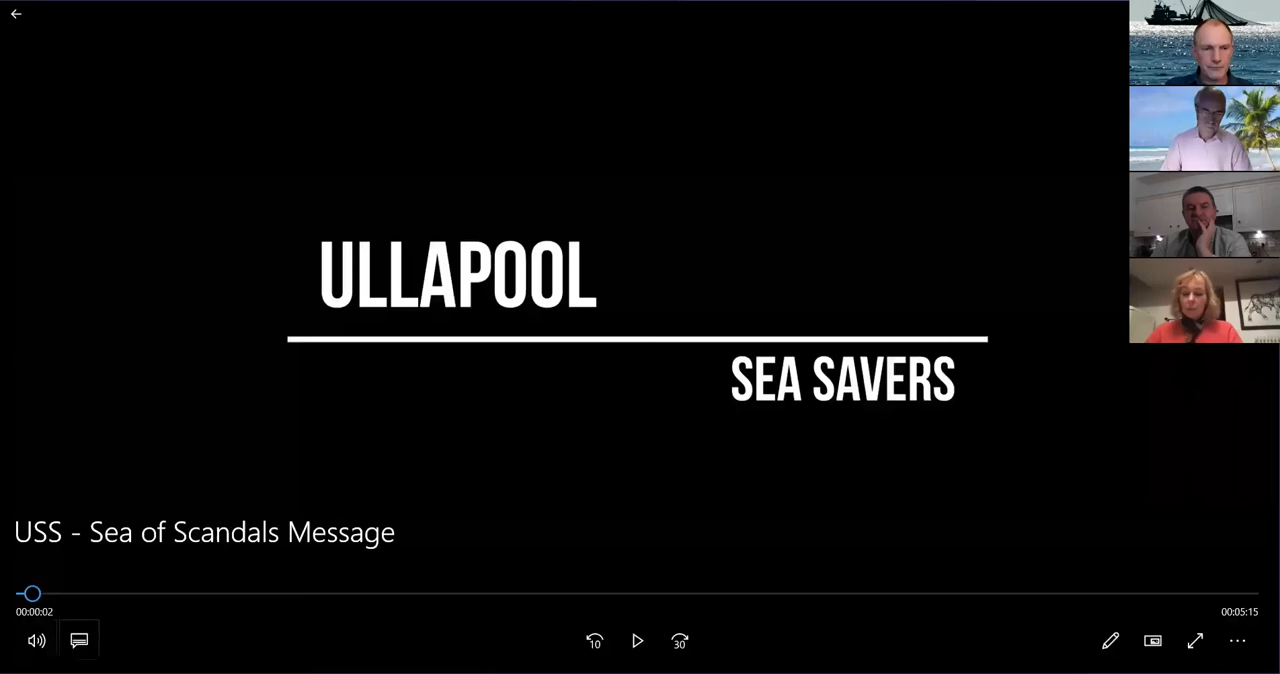 ULLAPOOL
SEA SAVERS
USS - Sea of Scandals Message
00:00:02
00:05:15
10
30